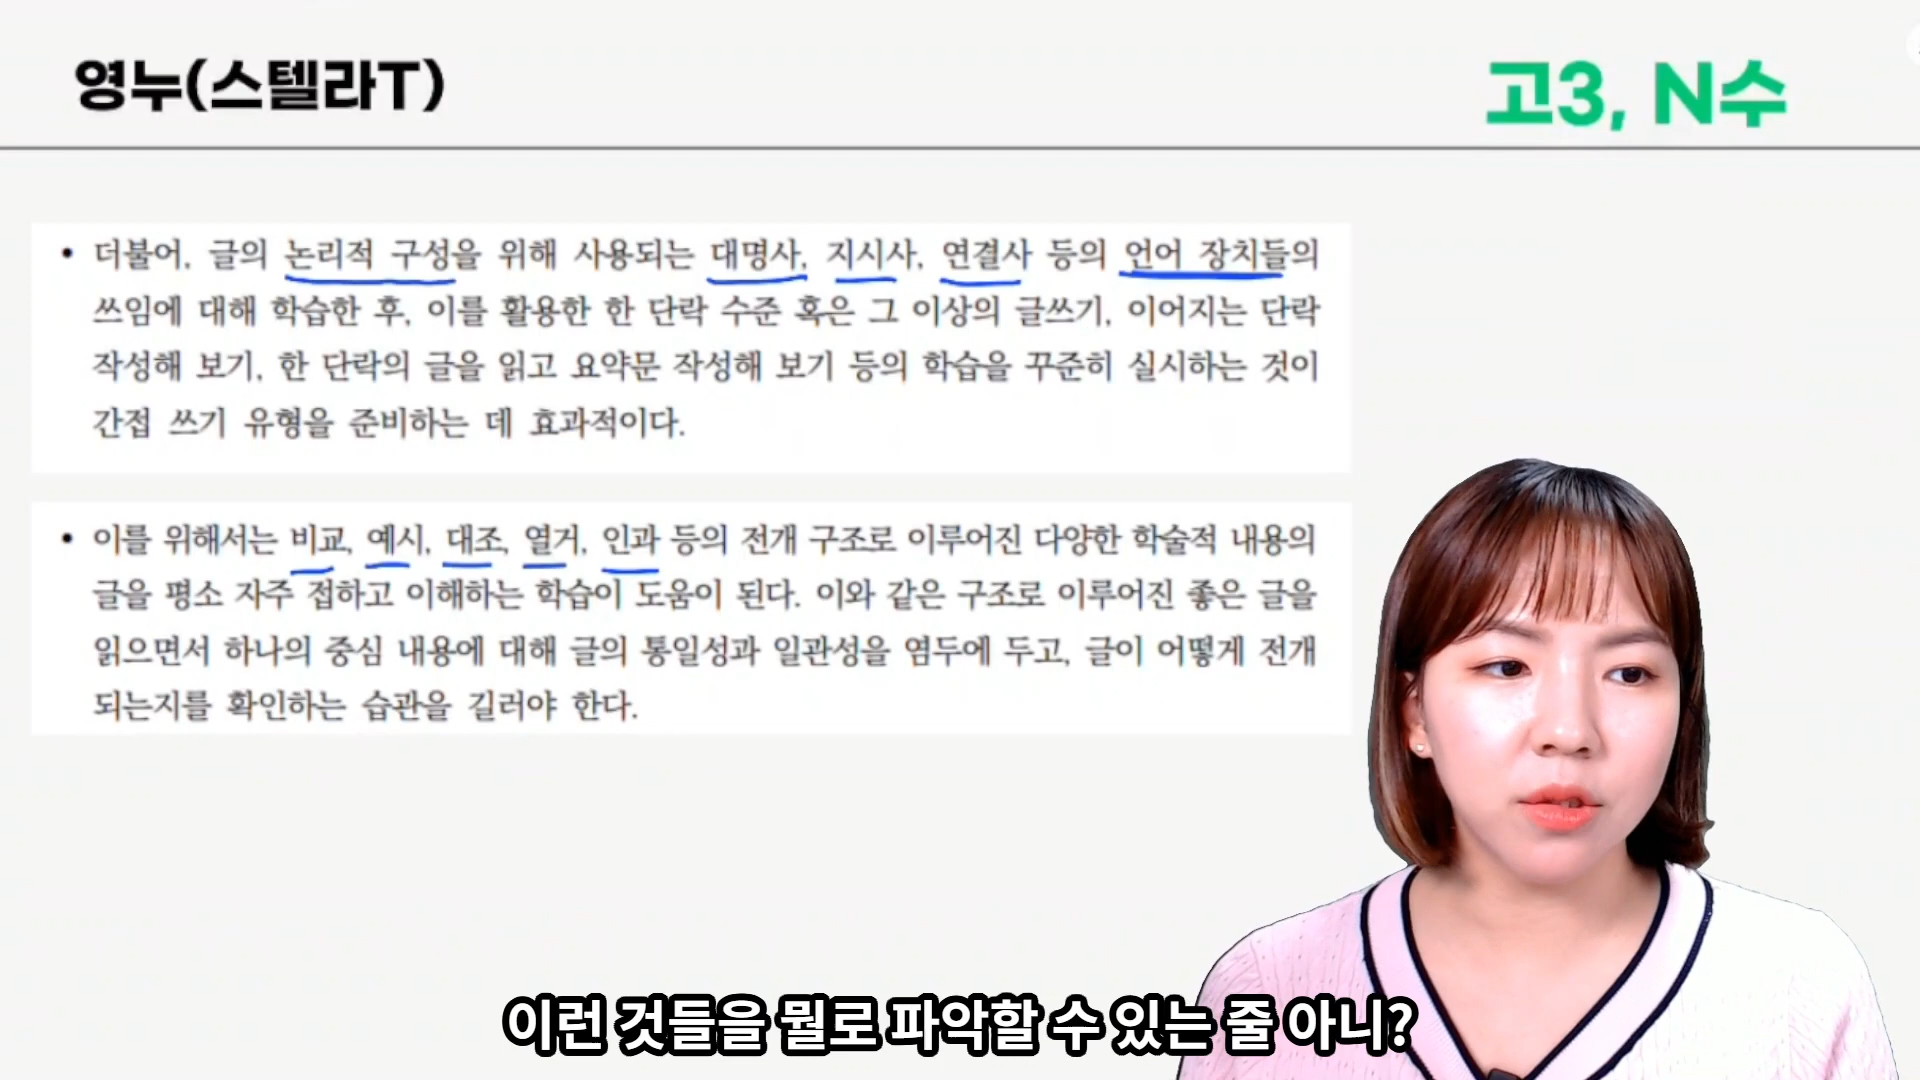 영누(스텔라T)
고3, N수
• 더불어, 글의 논리적 구성을 위해 사용되는 대명사, 지시사, 연결사 등의 언어 장치들의
쓰임에 대해 학습한 후, 이를 활용한 한 단락 수준 혹은 그 이상의 글쓰기, 이어지는 단락
작성해 보기, 한 단락의 글을 읽고 요약문 작성해 보기 등의 학습을 꾸준히 실시하는 것이
간접 쓰기 유형을 준비하는 데 효과적이다.
• 이를 위해서는 비교, 예시, 대조, 열거, 인과 등의 전개 구조로 이루어진 다양한 학술적 내용의
글을 평소 자주 접하고 이해하는 학습이 도움이 된다. 이와 같은 구조로 이루어진 좋은 글을
읽으면서 하나의 중심 내용에 대해 글의 통일성과 일관성을 염두에 두고, 글이 어떻게 전개
되는지를 확인하는 습관을 길러야 한다.
이런 것들을 뭘로 파악할 수 있는 줄 아니?